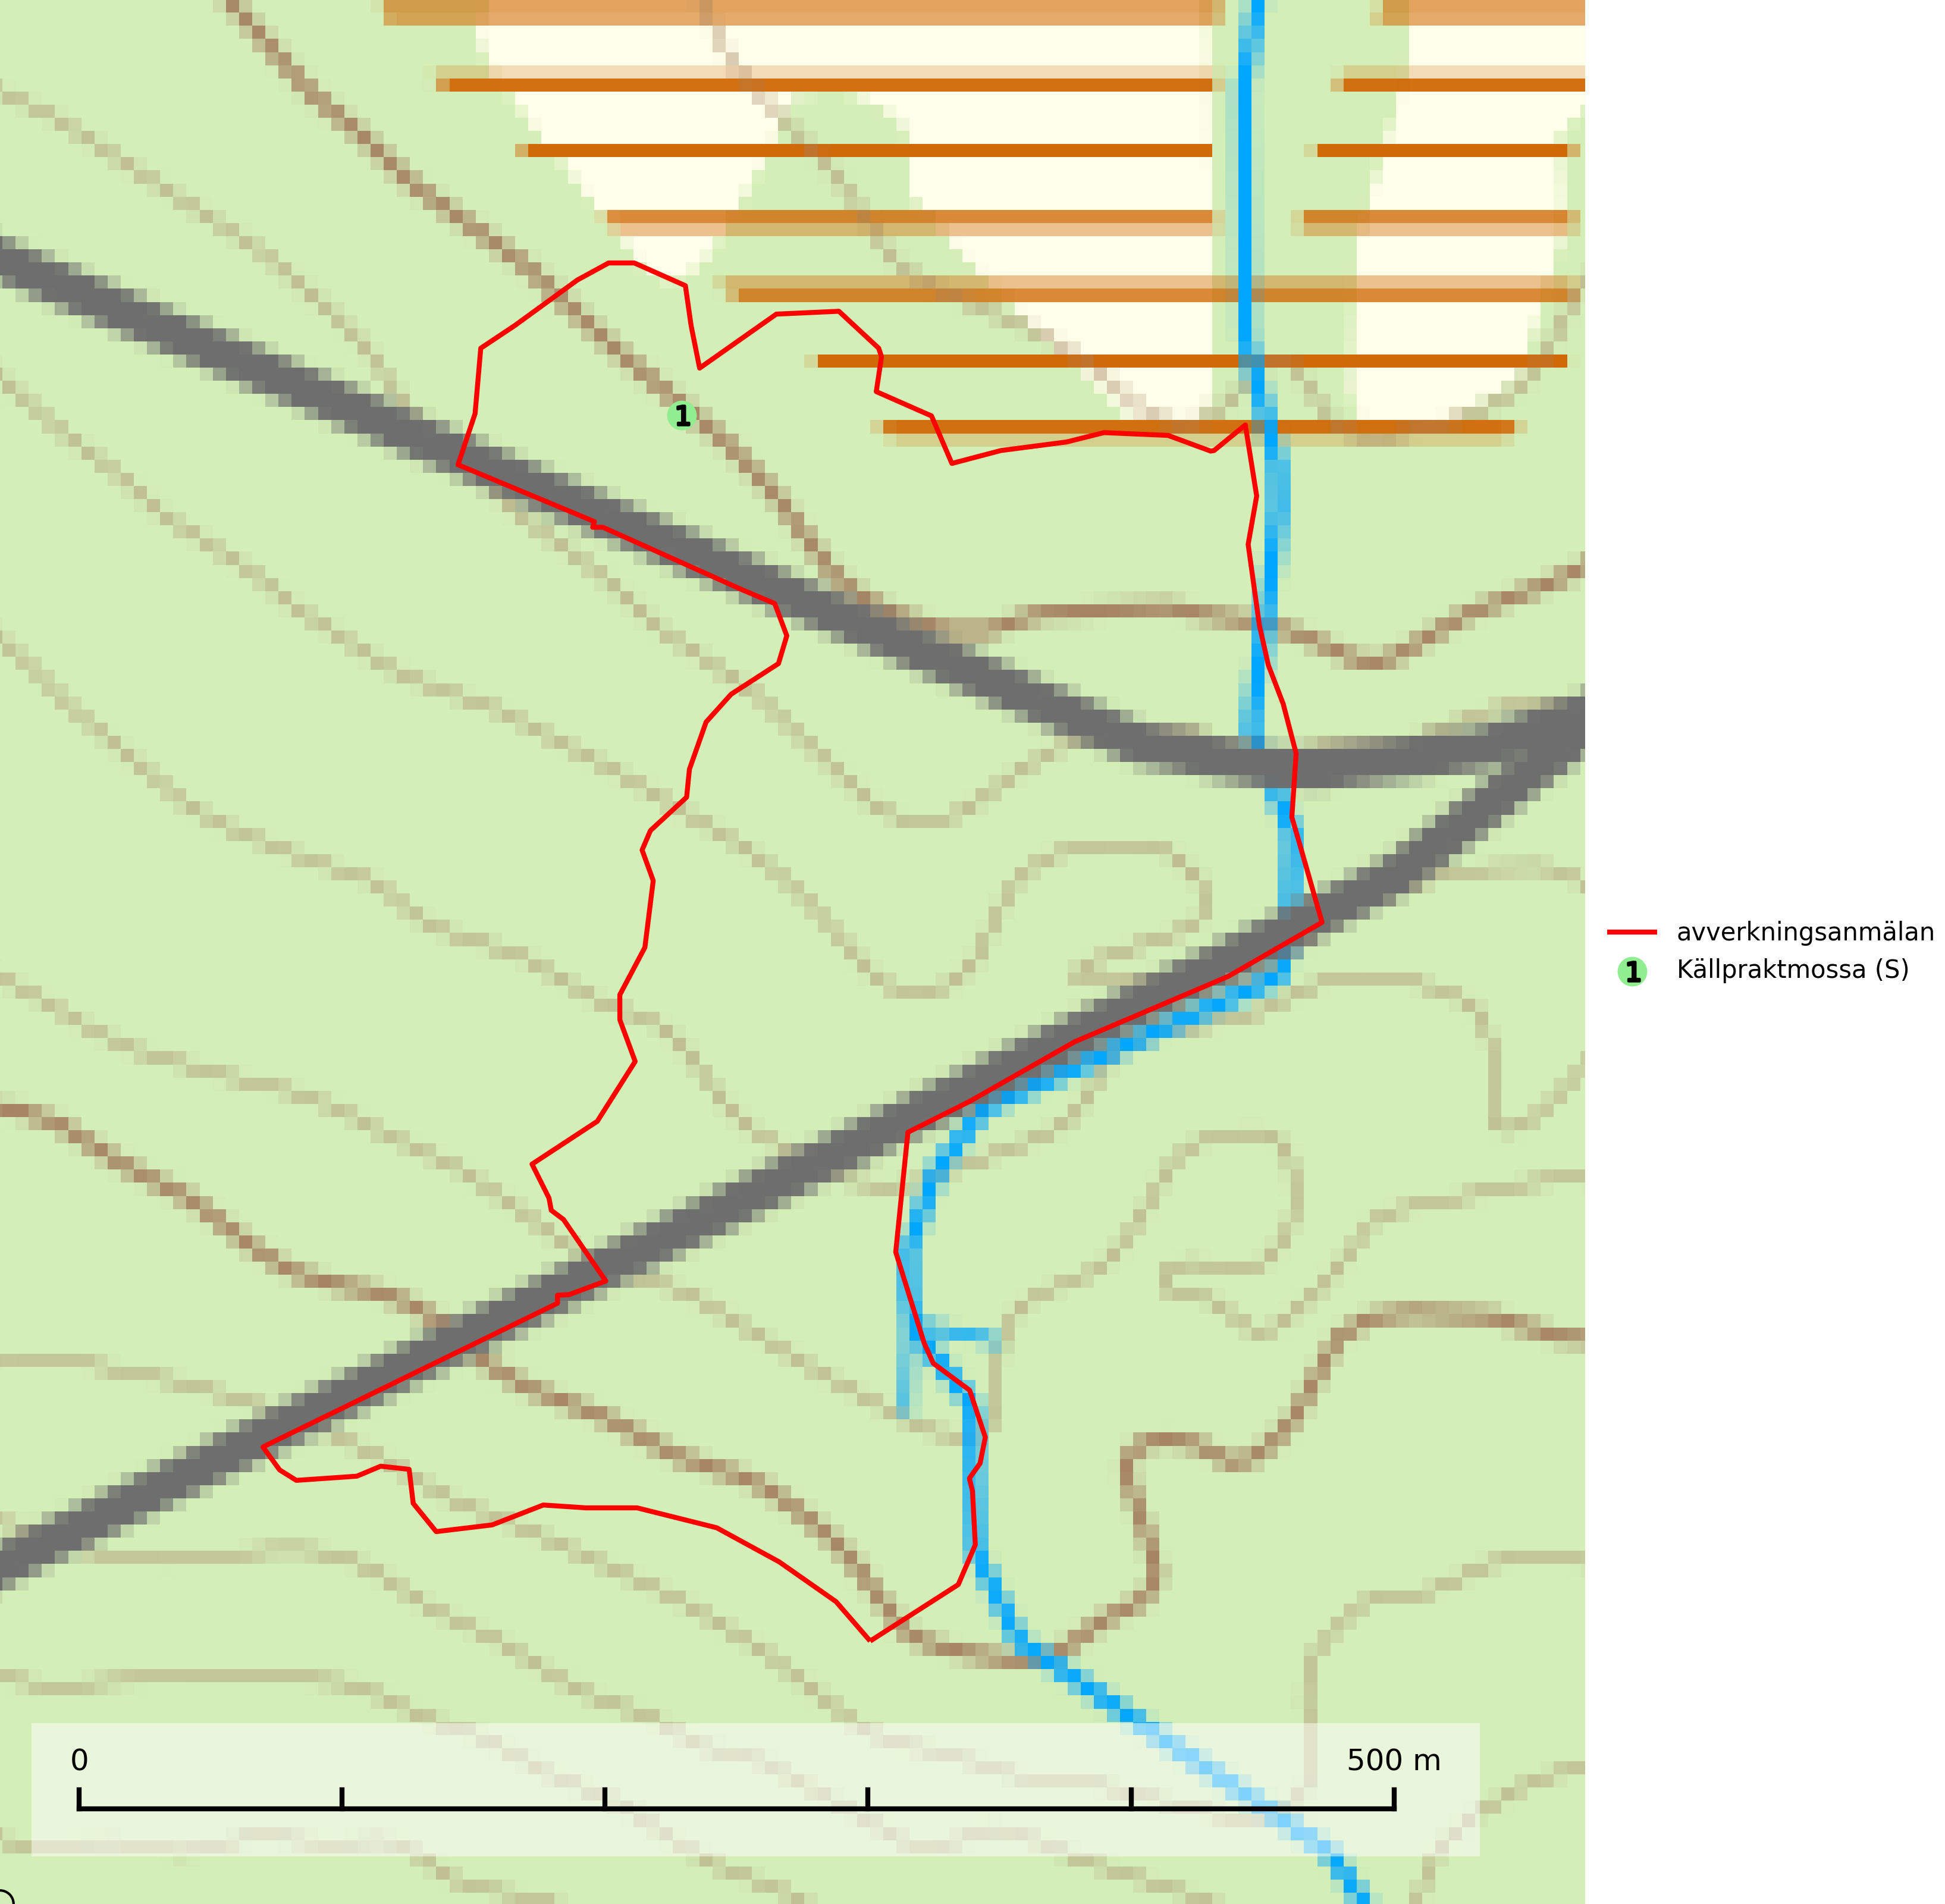 1
avverkningsanmälan
1 Källpraktmossa (S)
0 500 m